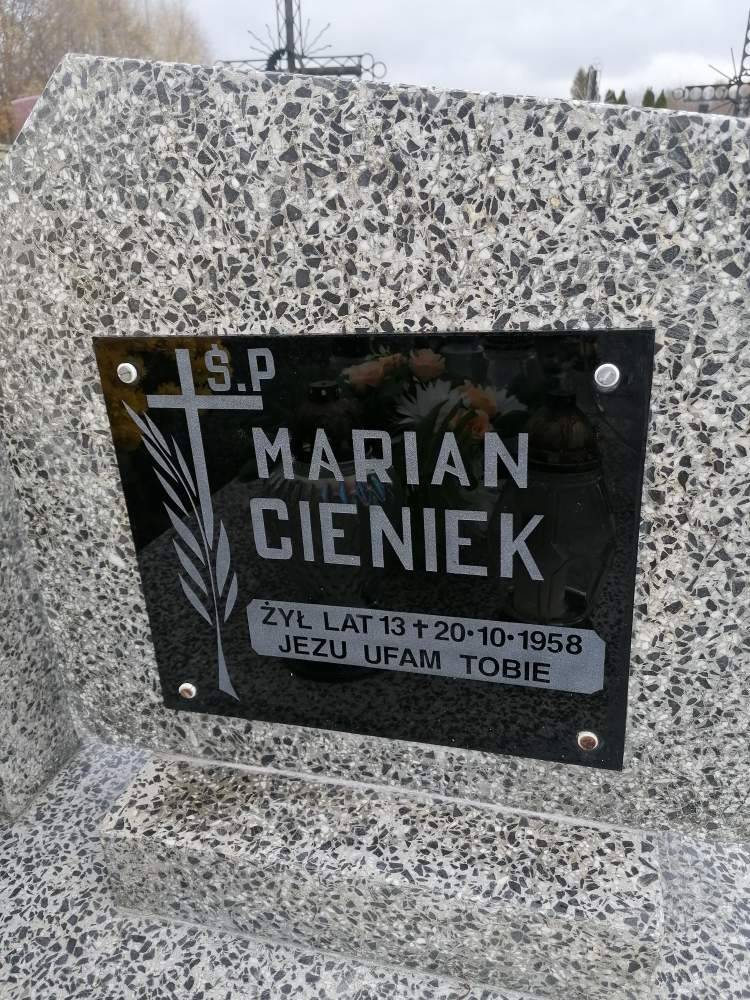 Ś.P
MARIAN
CIENIEK
ŻYŁ LAT 13 ✝ 20•10•1958
JEZU UFAM TOBIE